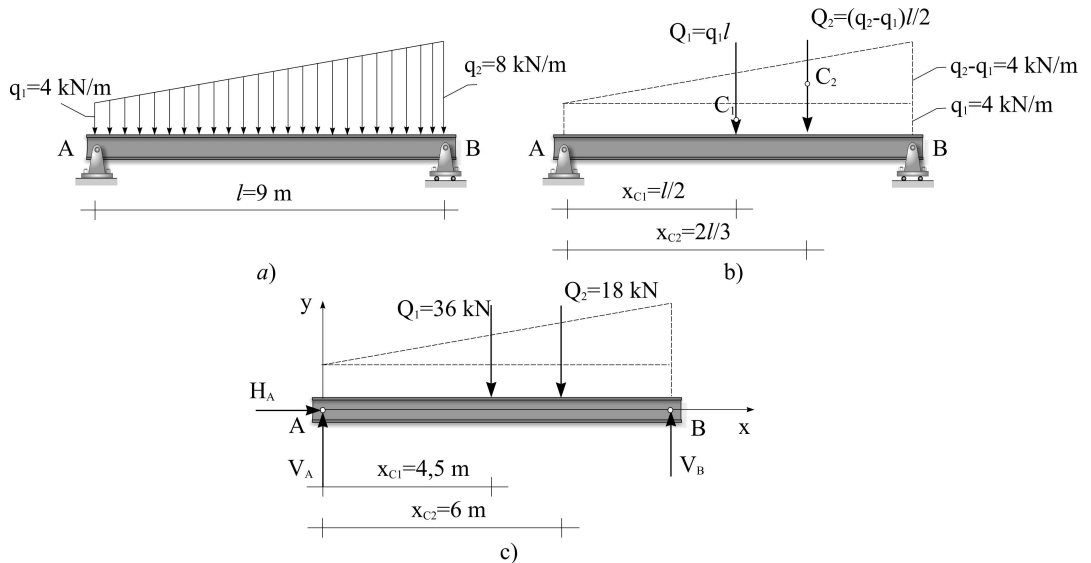 q₁=4 kN/m
q₂=8 kN/m
A
B
l=9 m
a)
Q₁=q₁l
Q₂=(q₂-q₁)l/2
C₁
C₂
q₂-q₁=4 kN/m
q₁=4 kN/m
A
B
x_C1=l/2
x_C2=2l/3
b)
y
Q₁=36 kN
Q₂=18 kN
H_A
A
B
x
V_A
V_B
x_C1=4,5 m
x_C2=6 m
c)